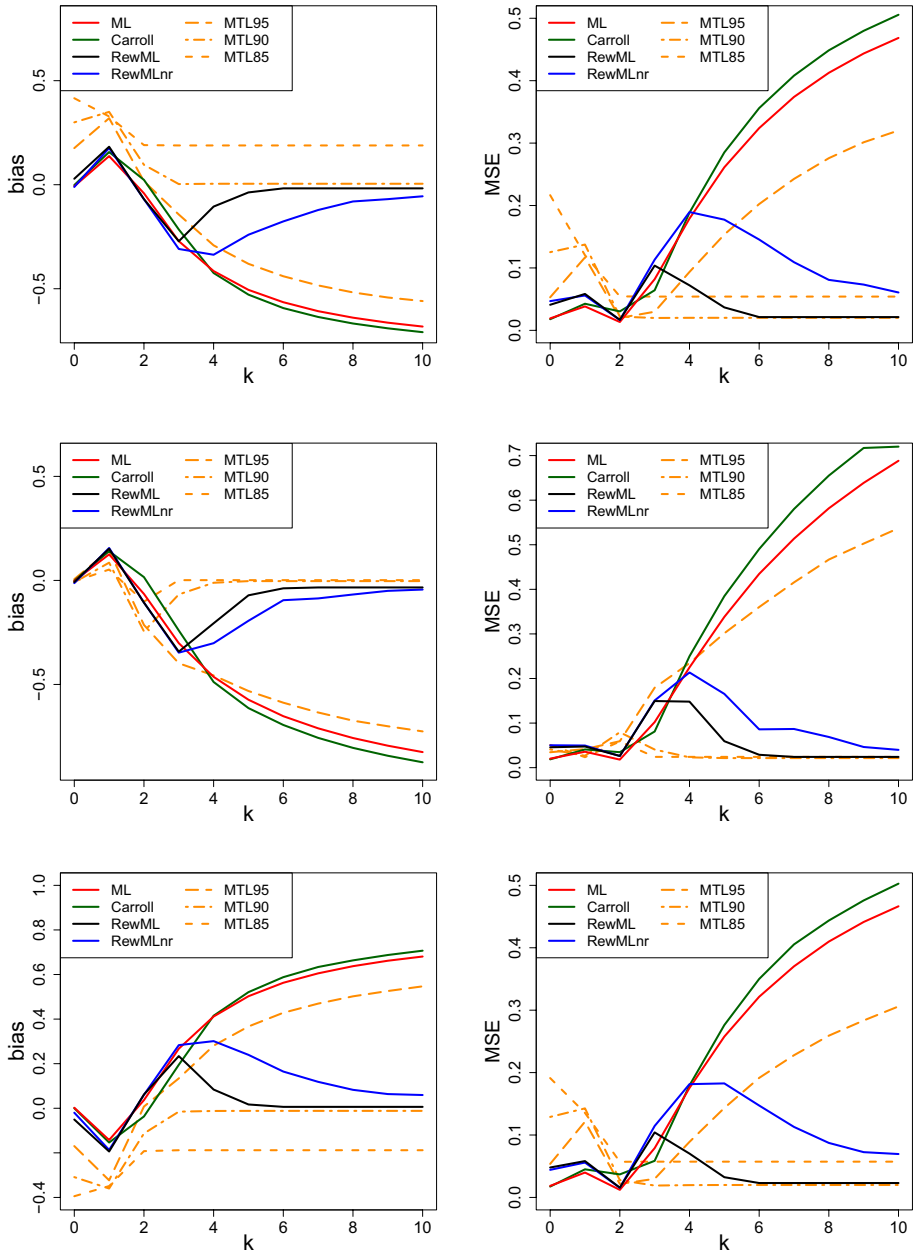 ML MTL95
Carroll MTL90
RewML MTL85
RewMLnr
bias
0.5
0.0
−0.5
0 2 4 6 8 10
k
ML MTL95
Carroll MTL90
RewML MTL85
RewMLnr
MSE
0.5
0.4
0.3
0.2
0.1
0.0
0 2 4 6 8 10
k
ML MTL95
Carroll MTL90
RewML MTL85
RewMLnr
bias
0.5
0.0
−0.5
0 2 4 6 8 10
k
ML MTL95
Carroll MTL90
RewML MTL85
RewMLnr
MSE
0.7
0.6
0.5
0.4
0.3
0.2
0.1
0.0
0 2 4 6 8 10
k
ML MTL95
Carroll MTL90
RewML MTL85
RewMLnr
bias
1.0
0.8
0.6
0.4
0.2
0.0
−0.4
0 2 4 6 8 10
k
ML MTL95
Carroll MTL90
RewML MTL85
RewMLnr
MSE
0.5
0.4
0.3
0.2
0.1
0.0
0 2 4 6 8 10
k